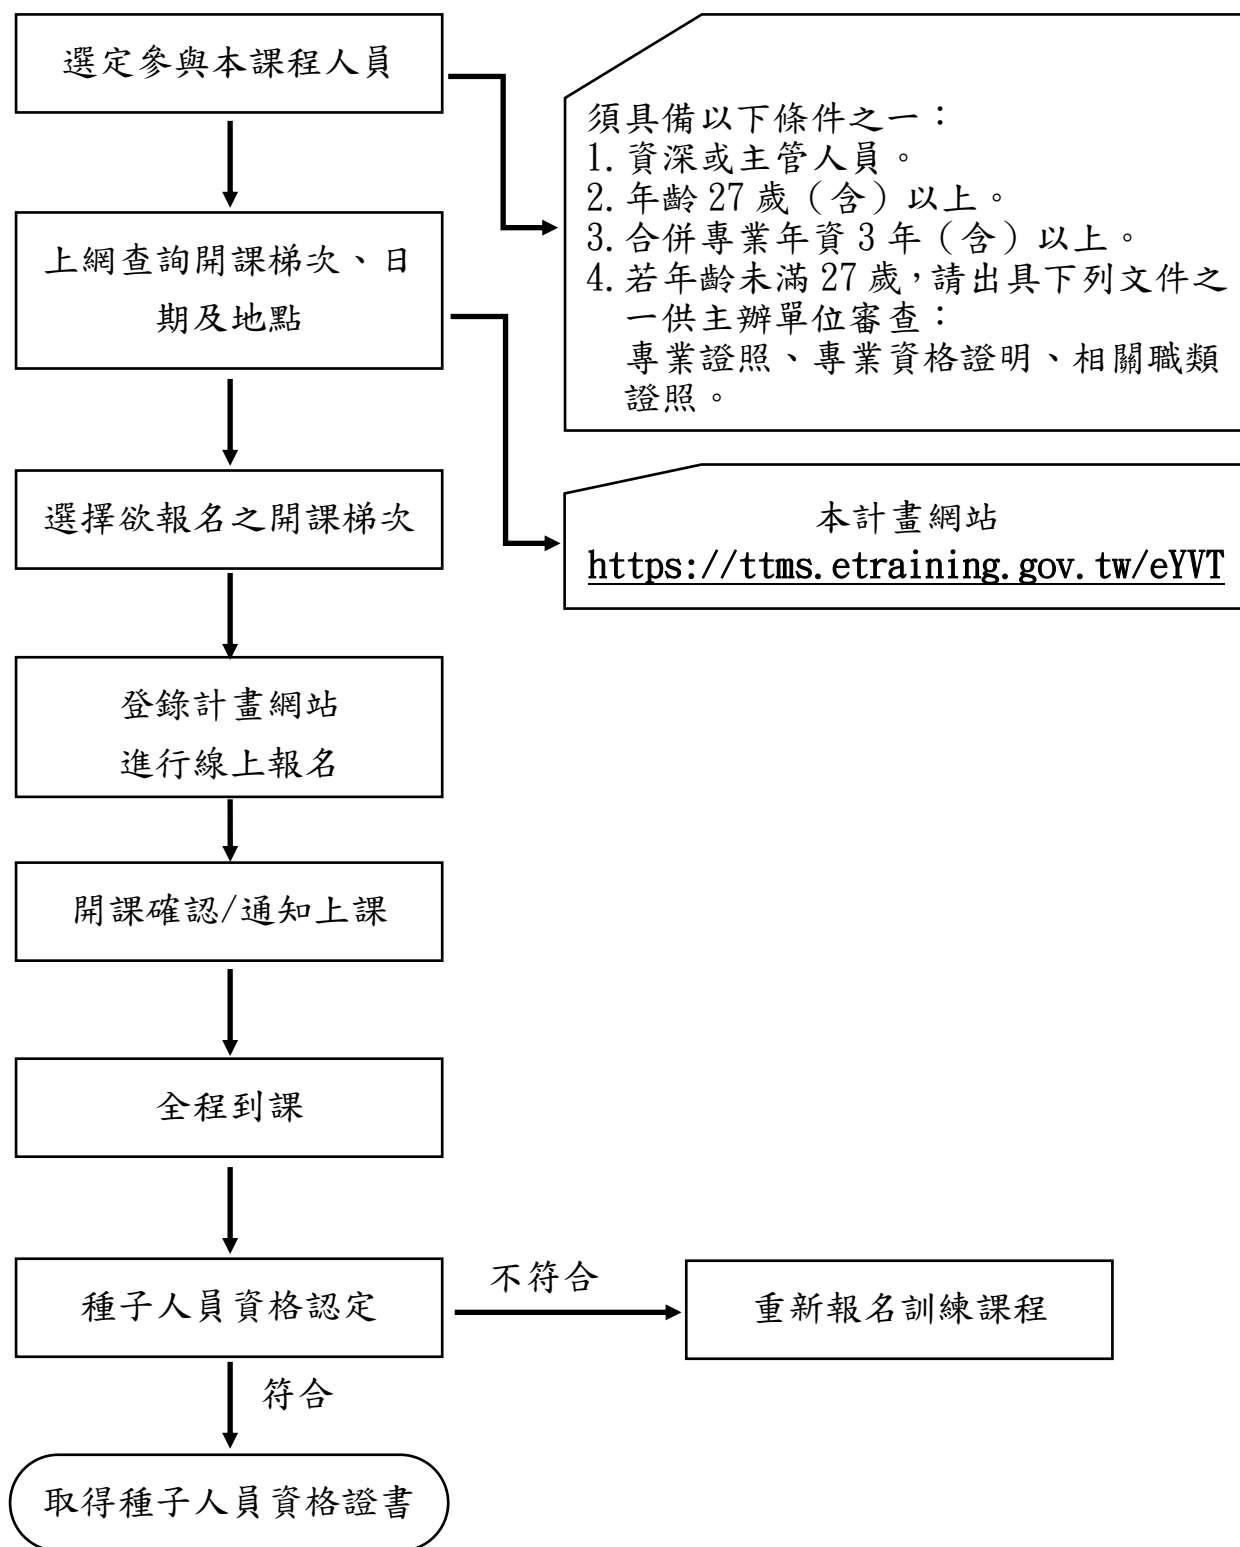 選定參與本課程人員
須具備以下條件之一：
1.資深或主管人員。
2.年齡 27 歲（含）以上。
3.合併專業年資 3 年（含）以上。
4.若年齡未滿 27 歲，請出具下列文件之
一供主辦單位審查：
專業證照、專業資格證明、相關職類
證照。
上網查詢開課梯次、日
期及地點
本計畫網站
https://ttms.etraining.gov.tw/eYVT
選擇欲報名之開課梯次
登錄計畫網站
進行線上報名
開課確認/通知上課
全程到課
種子人員資格認定
不符合
重新報名訓練課程
符合
取得種子人員資格證書